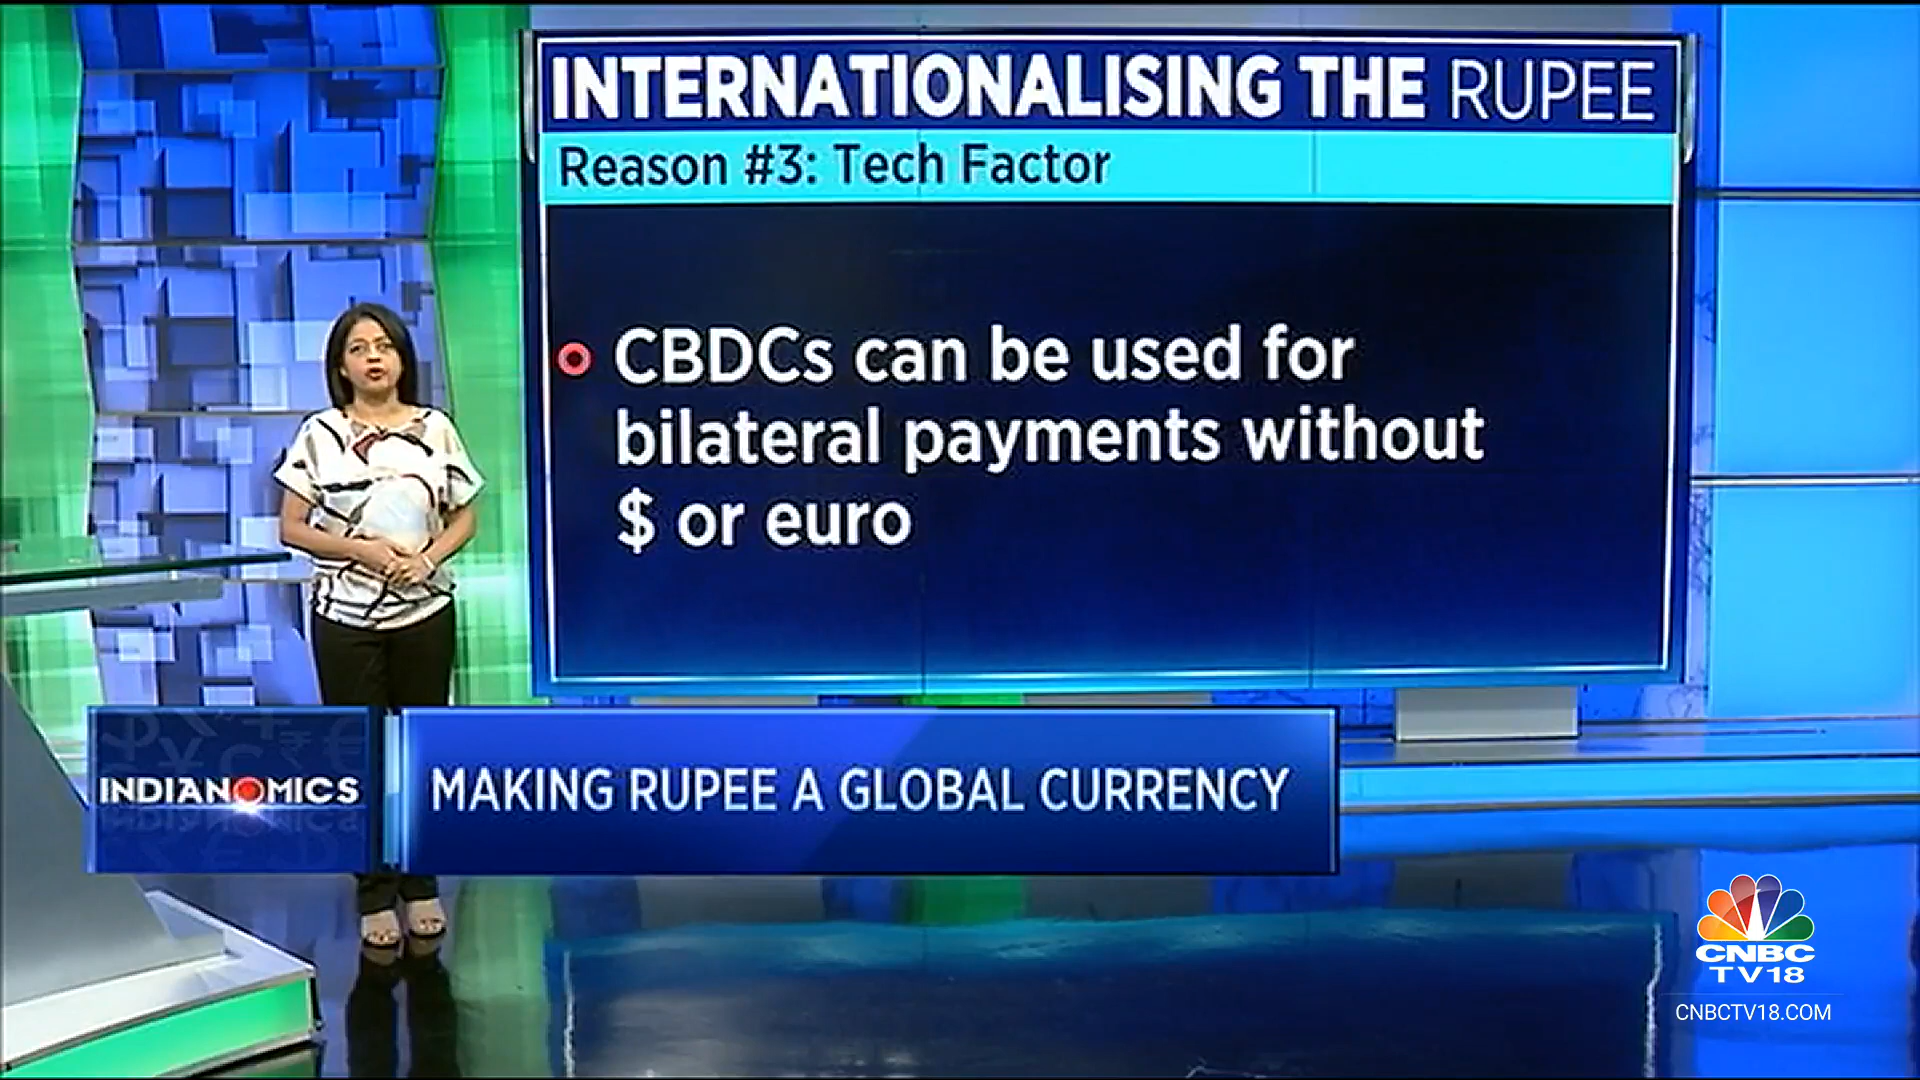 INTERNATIONALISING THE RUPEE
Reason #3: Tech Factor
CBDCs can be used for
bilateral payments without
$ or euro
INDIANOMICS
MAKING RUPEE A GLOBAL CURRENCY
CNBC
TV18
CNBCTV18.COM